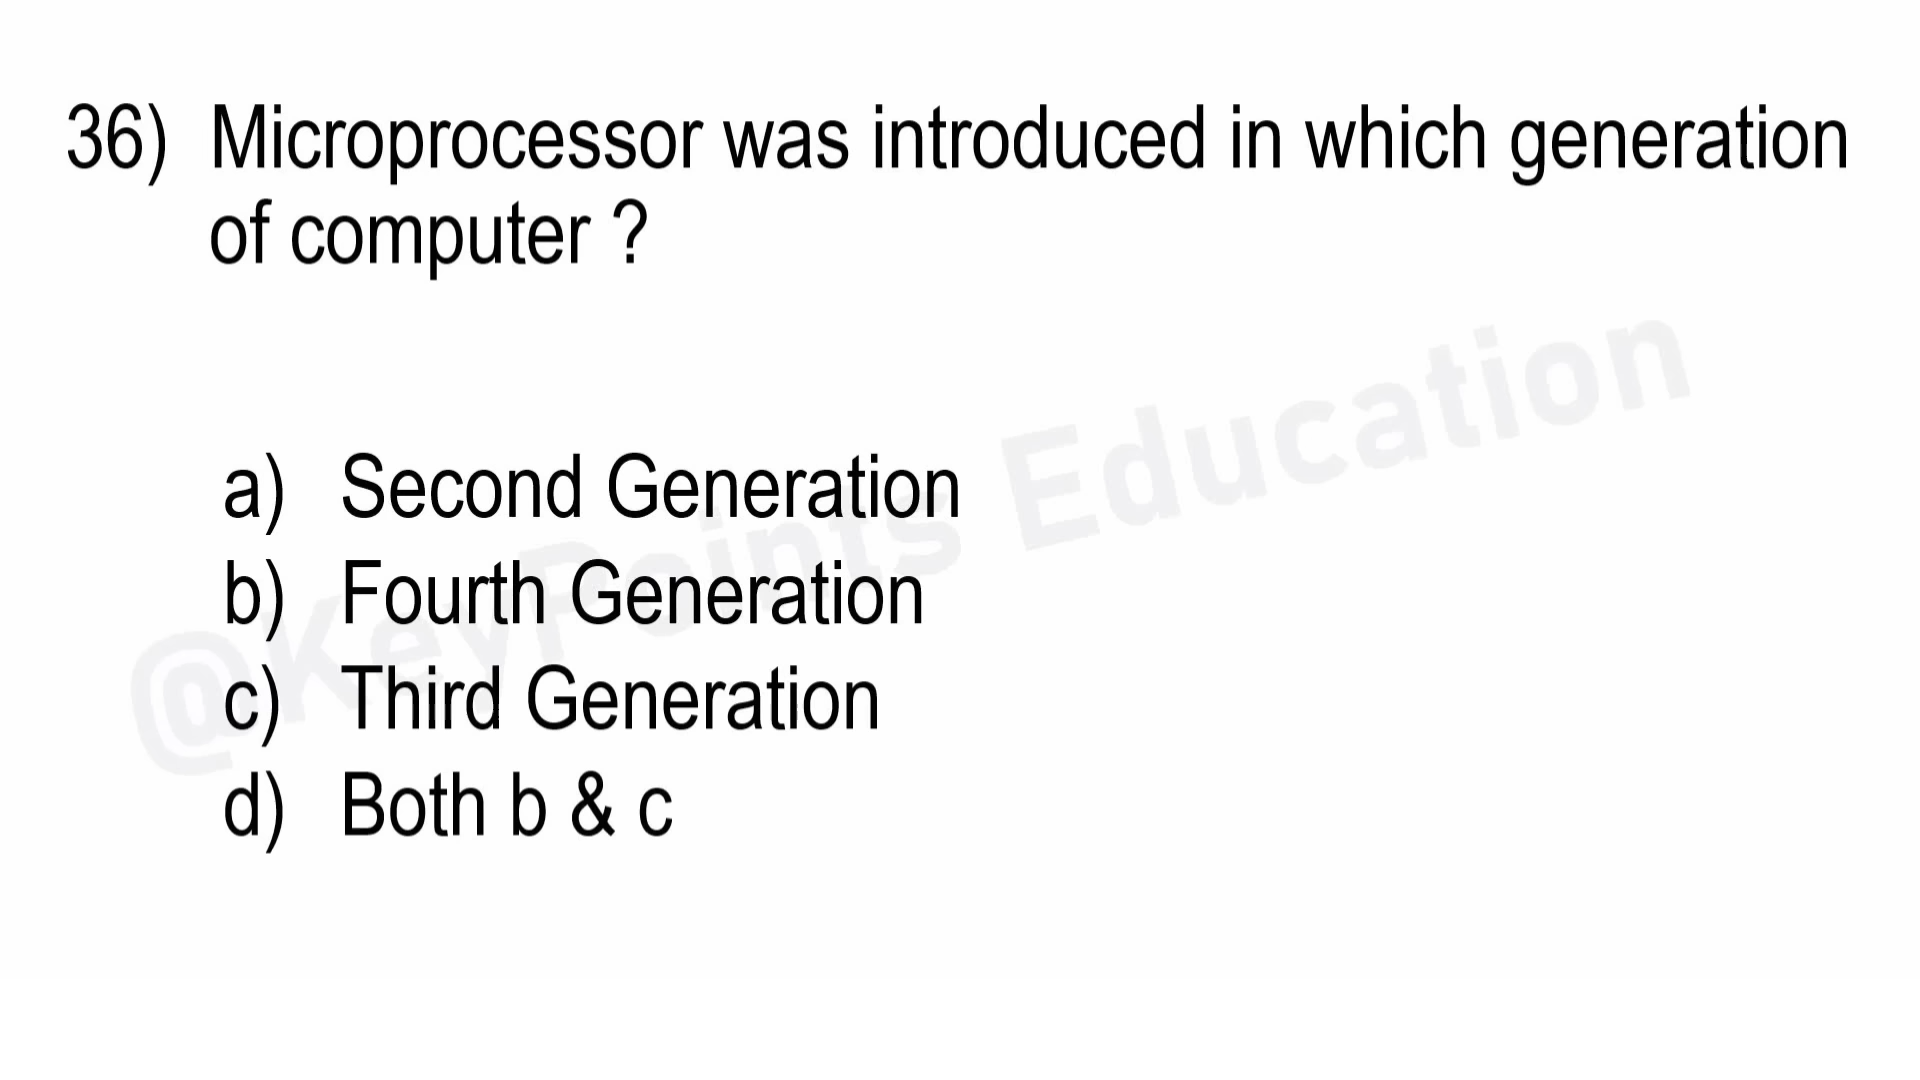 36) Microprocessor was introduced in which generation
of computer ?
@KeyPoints Education
a) Second Generation
b) Fourth Generation
c) Third Generation
d) Both b & c